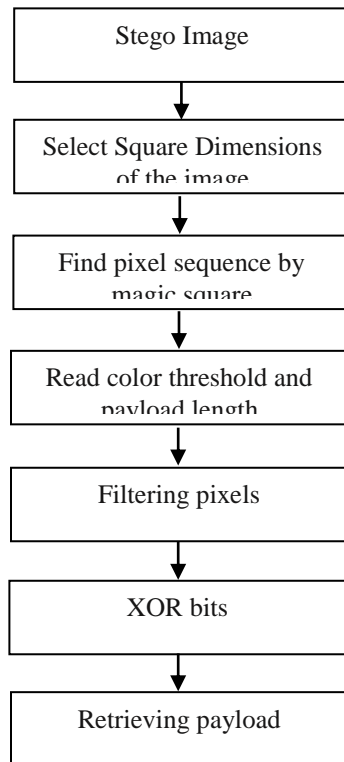 Stego Image
Select Square Dimensions
of the image
Find pixel sequence by
magic square
Read color threshold and
payload length
Filtering pixels
XOR bits
Retrieving payload